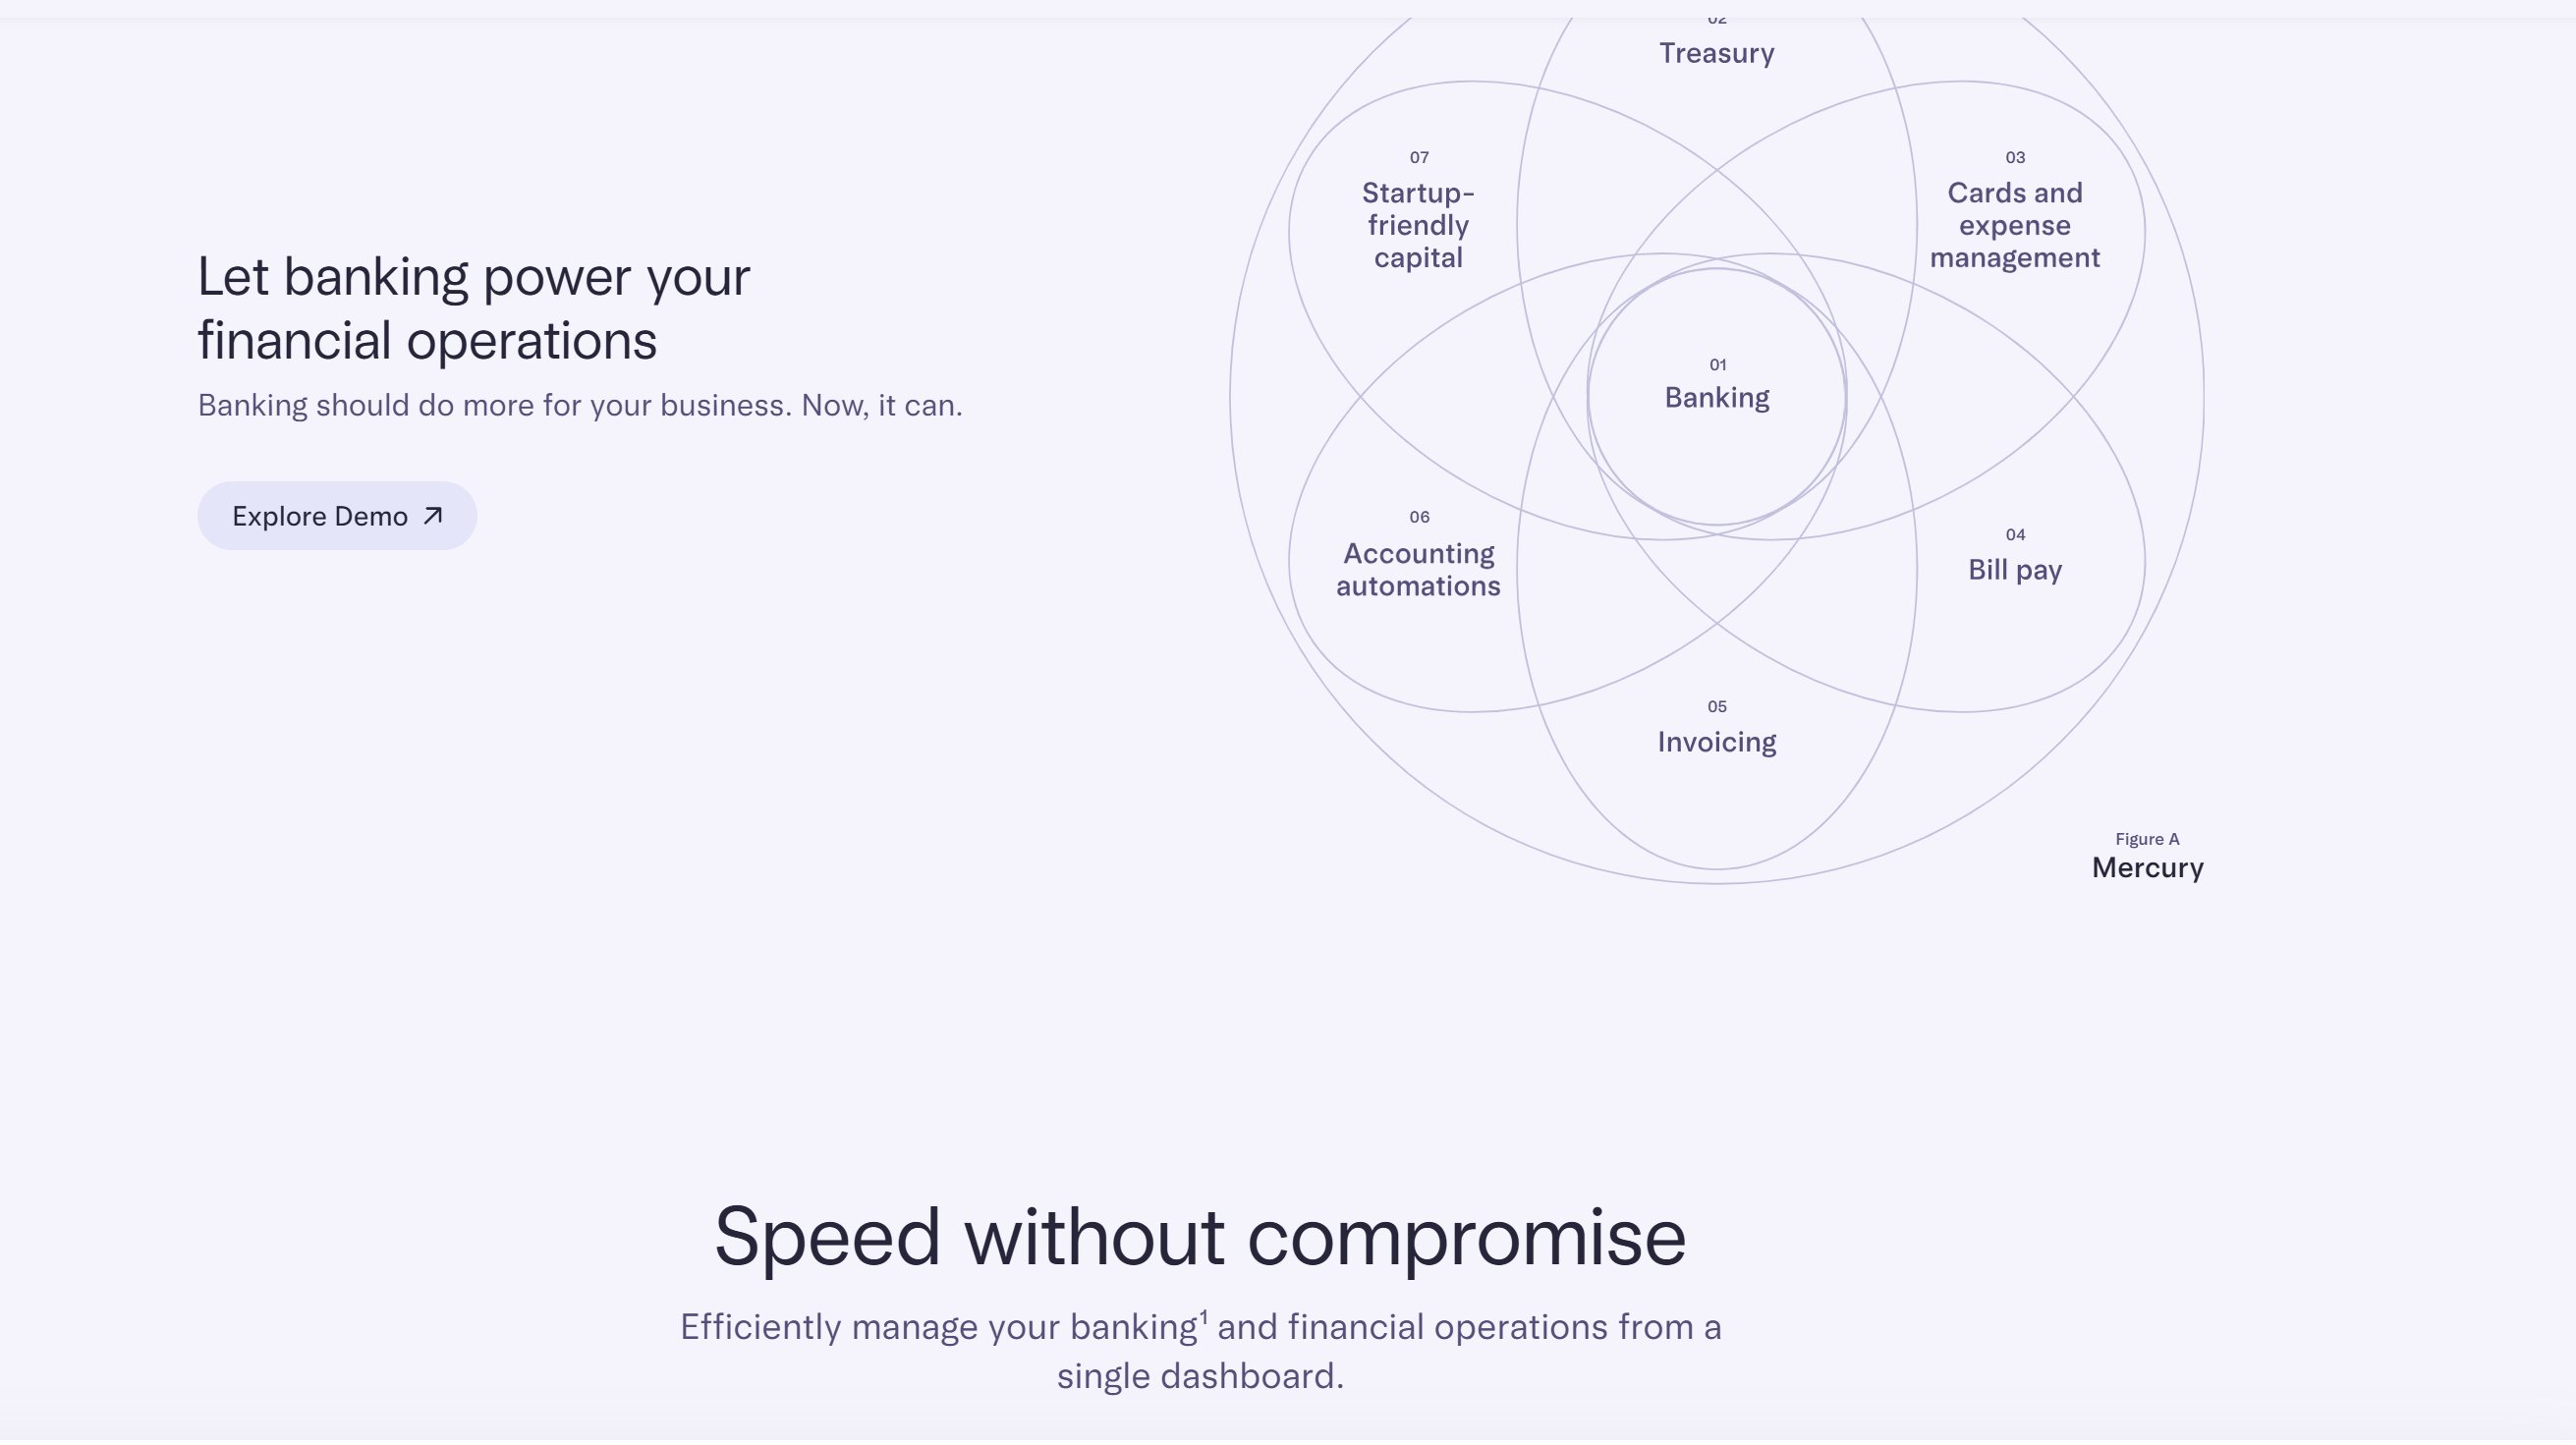 Let banking power your
financial operations
Banking should do more for your business. Now, it can.
Explore Demo
02
Treasury
07
Startup-
friendly
capital
03
Cards and
expense
management
01
Banking
06
Accounting
automations
04
Bill pay
05
Invoicing
Figure A
Mercury
Speed without compromise
Efficiently manage your banking¹ and financial operations from a
single dashboard.